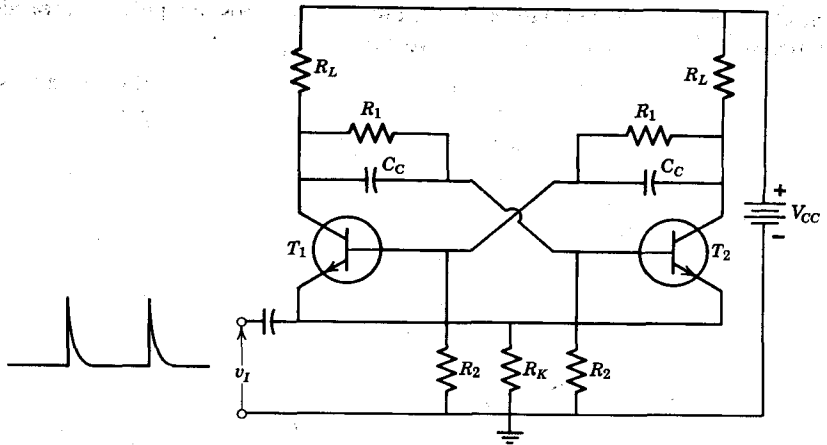 R_L
R_L
R_1
R_1
C_C
C_C
+
V_CC
-
T_1
T_2
v_I
R_2
R_K
R_2